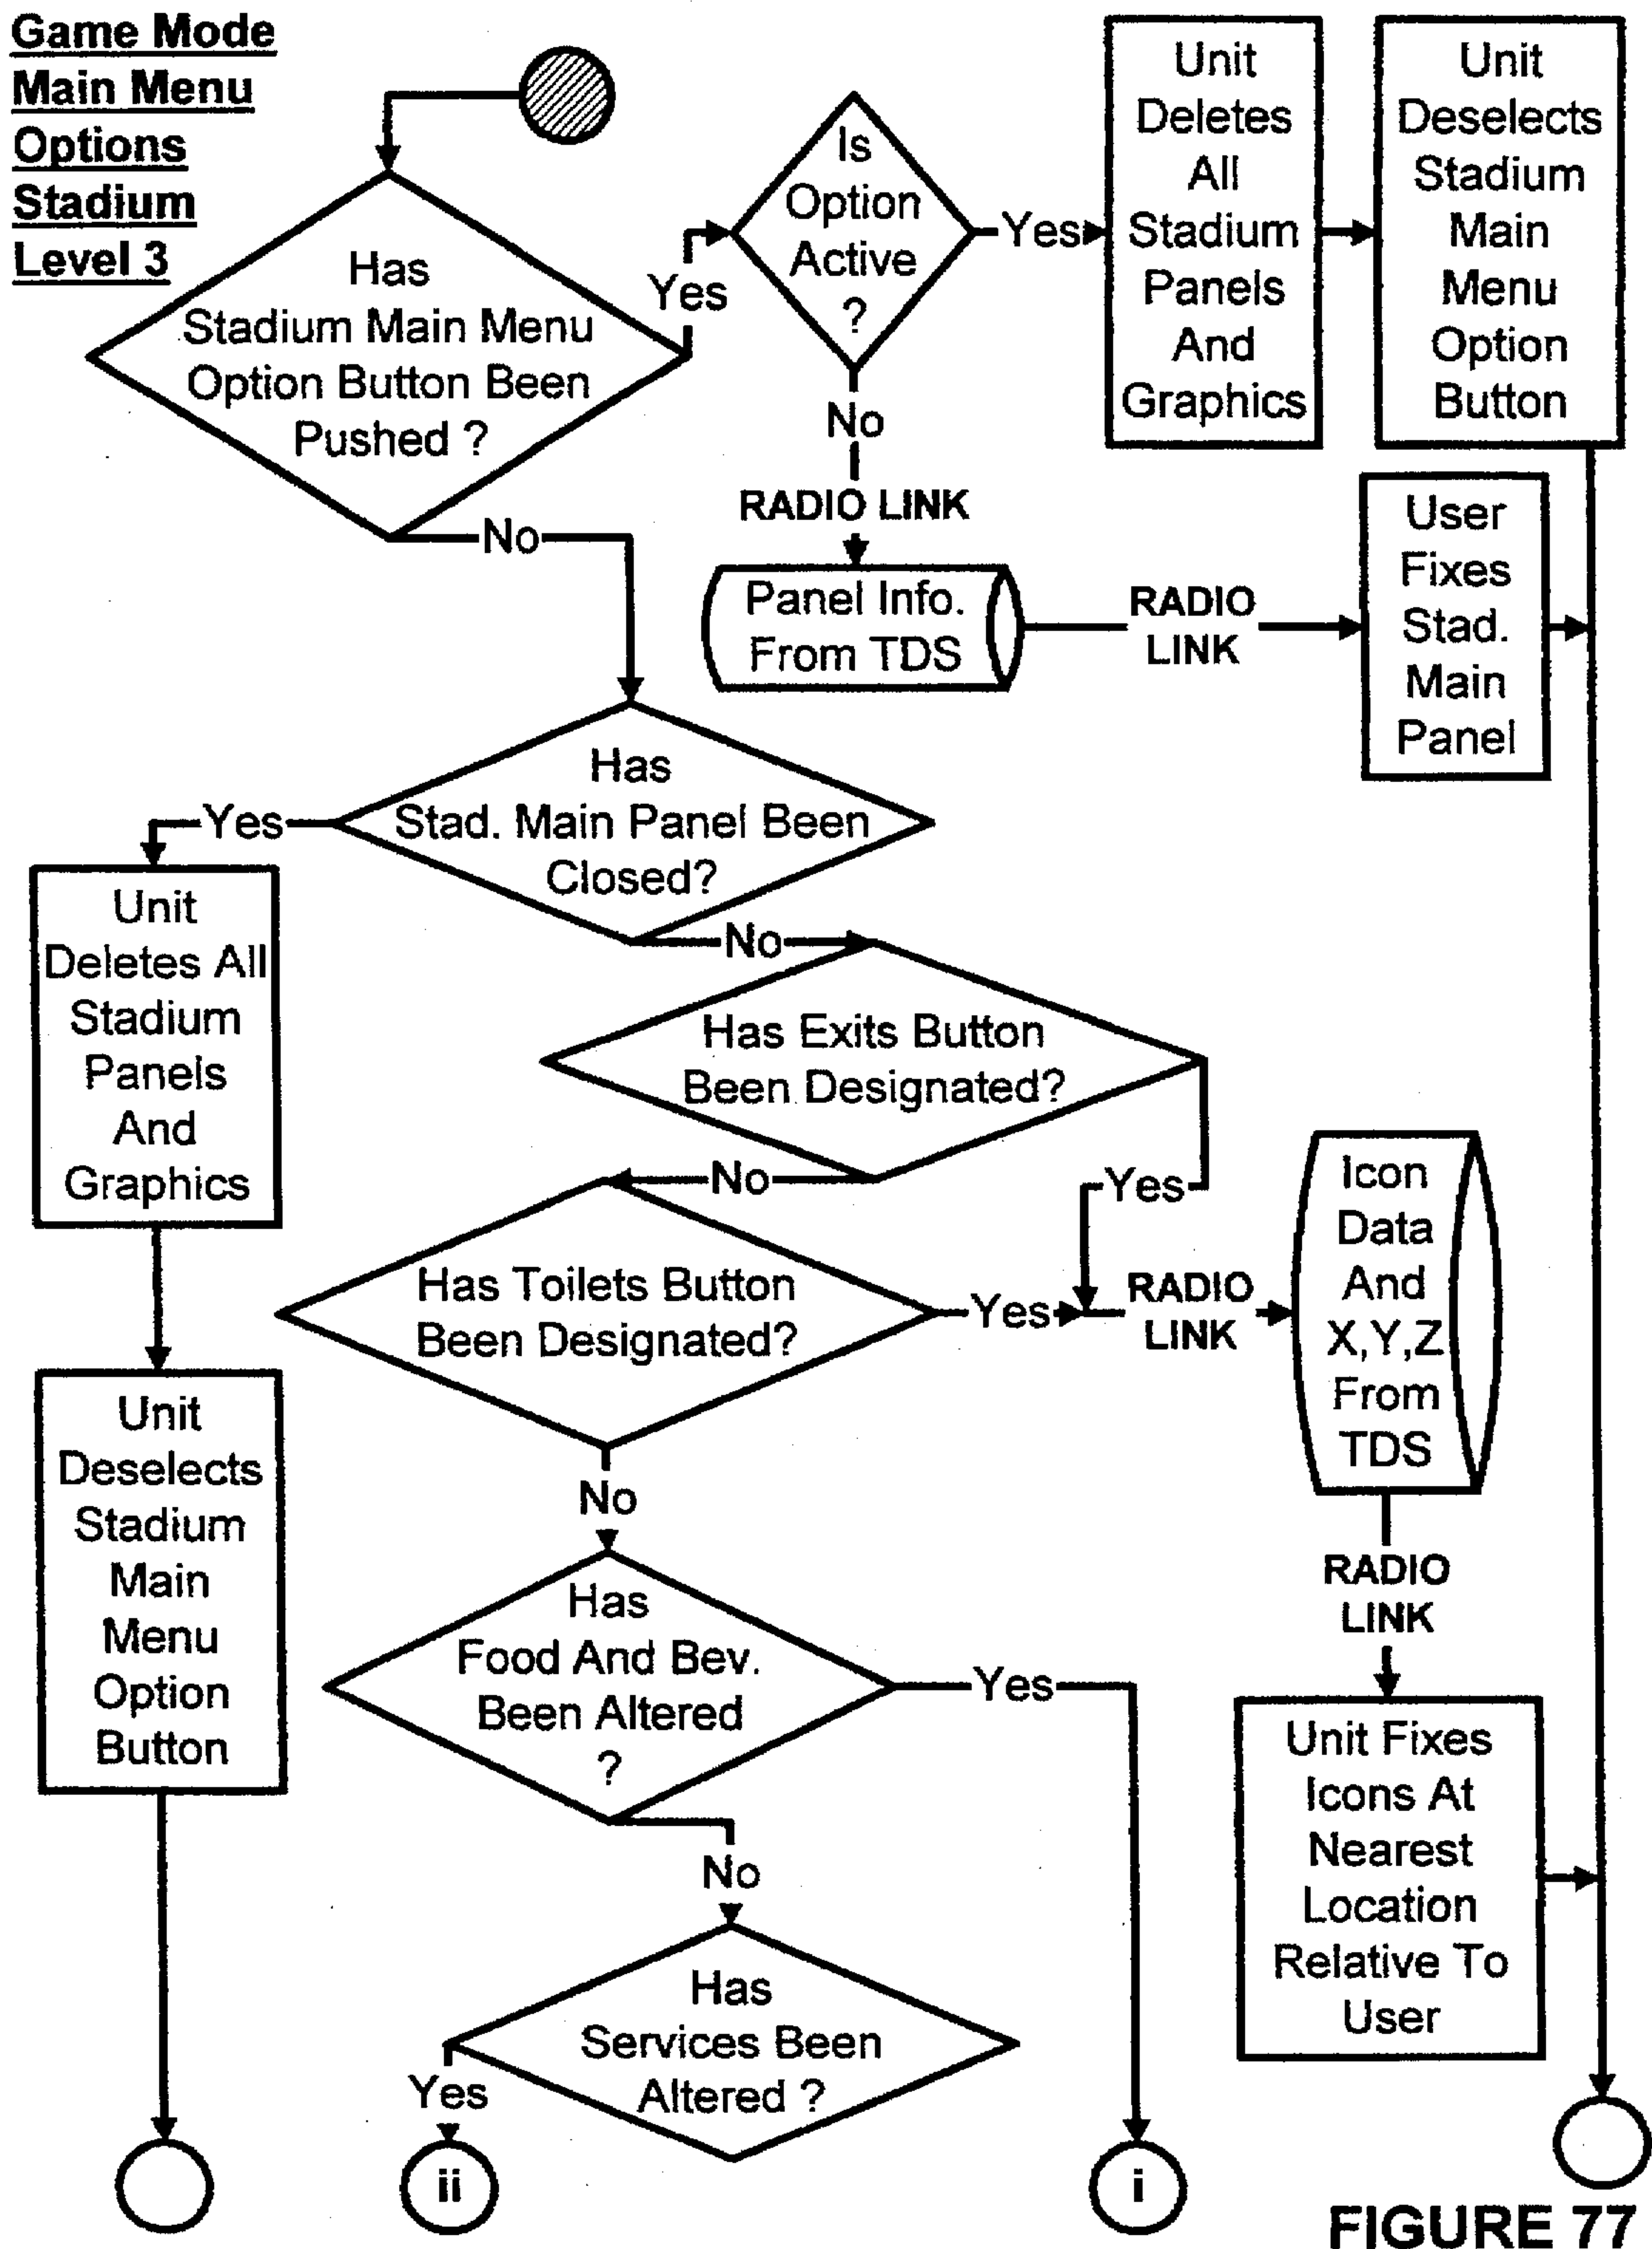 Game Mode
Main Menu
Options
Stadium
Level 3
Has
Stadium Main Menu
Option Button Been
Pushed ?
Yes
No
Is
Option
Active
?
Yes
No
Unit
Deletes
All
Stadium
Panels
And
Graphics
Unit
Deselects
Stadium
Main
Menu
Option
Button
RADIO LINK
Panel Info.
From TDS
RADIO
LINK
User
Fixes
Stad.
Main
Panel
Has
Stad. Main Panel Been
Closed?
Yes
No
Unit
Deletes All
Stadium
Panels
And
Graphics
Unit
Deselects
Stadium
Main
Menu
Option
Button
Has Exits Button
Been Designated?
No
Yes
Has Toilets Button
Been Designated?
Yes
No
RADIO
LINK
Icon
Data
And
X,Y,Z
From
TDS
RADIO
LINK
Unit Fixes
Icons At
Nearest
Location
Relative To
User
Has
Food And Bev.
Been Altered
?
Yes
No
Has
Services Been
Altered ?
Yes
ii
i
FIGURE 77